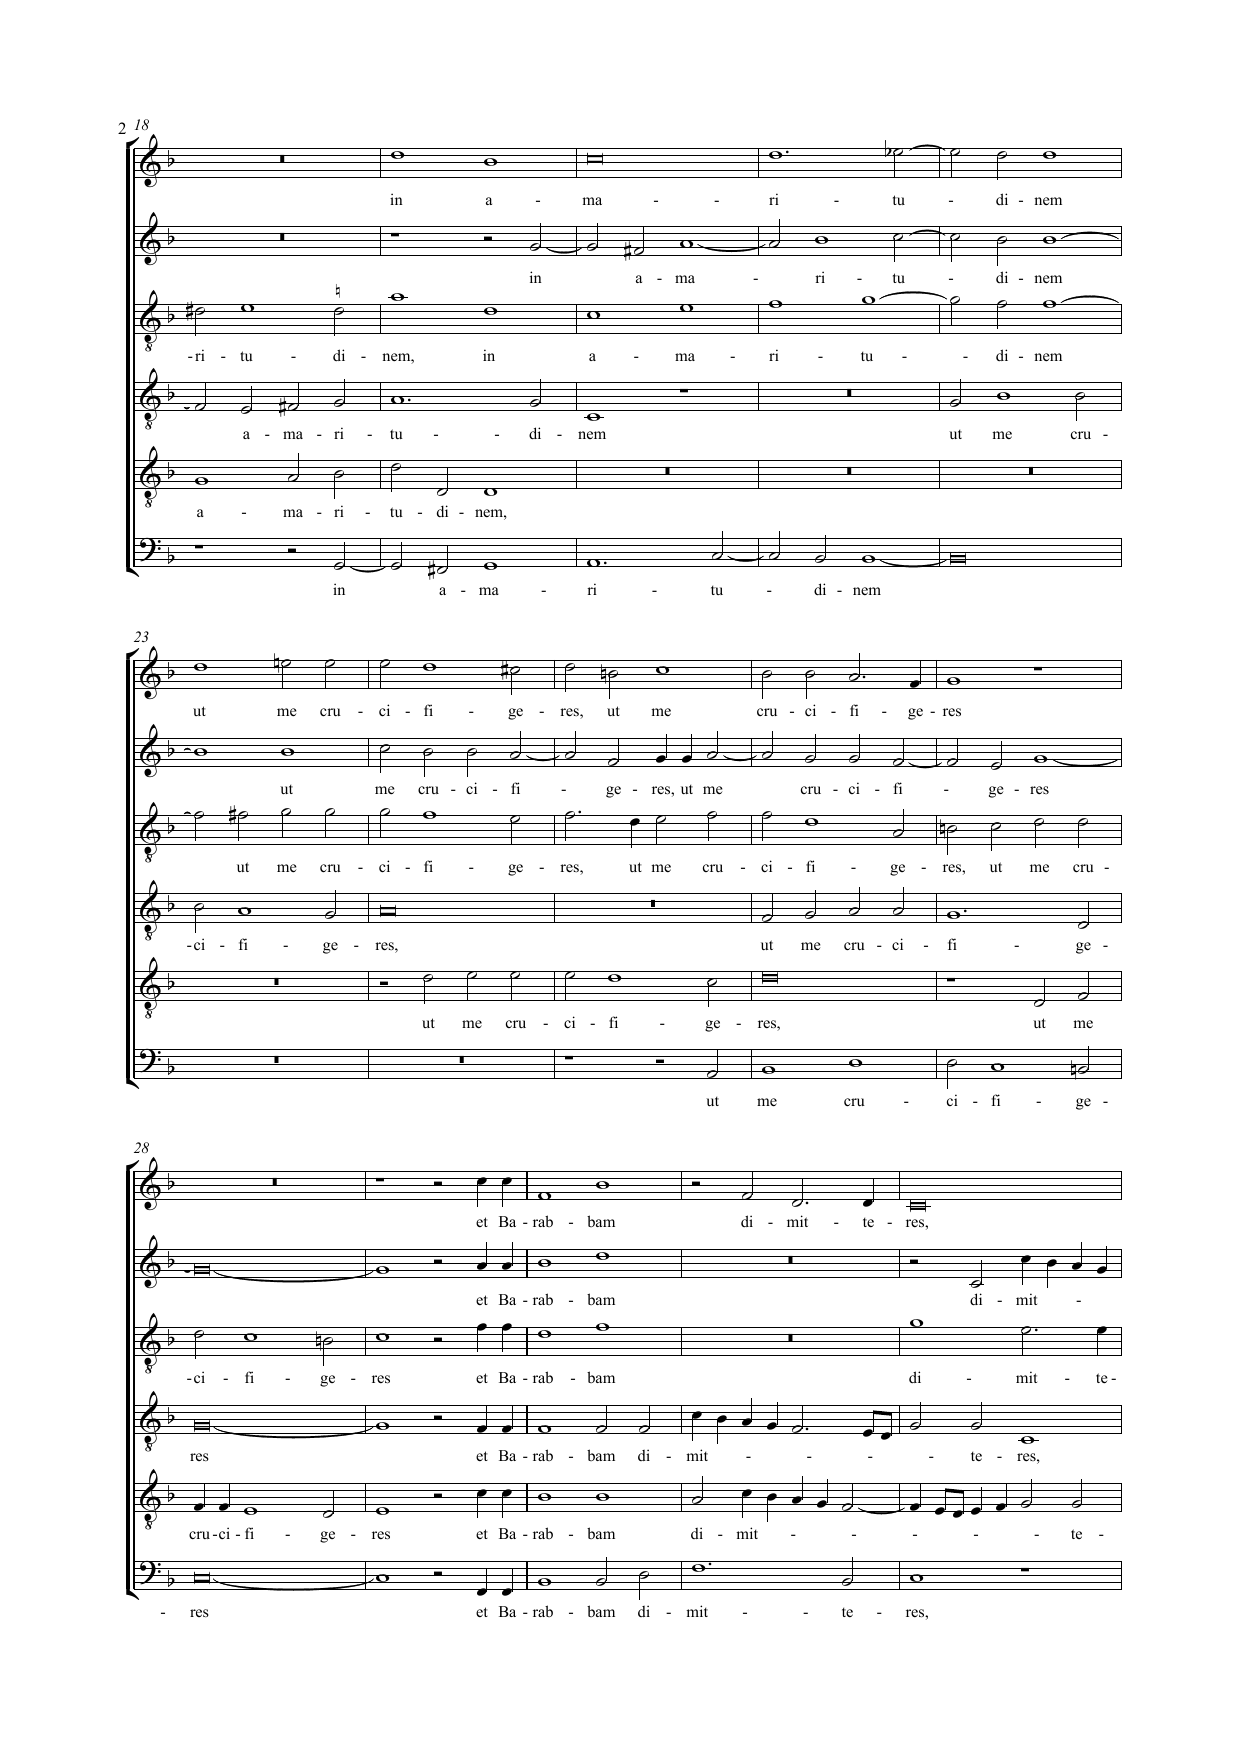 2 18
in a - ma - - ri - tu - di - nem
in a - ma - ri - tu - di - nem
-ri - tu - di - nem, in a - ma - ri - tu - - di - nem
a - ma - ri - tu - - di - nem ut me cru -
a - ma - ri - tu - di - nem,
in a - ma - ri - tu - di - nem
23
ut me cru - ci - fi - ge - res, ut me cru - ci - fi - ge - res
ut me cru - ci - fi - ge - res, ut me cru - ci - fi - ge - res
ut me cru - ci - fi - ge - res, ut me cru - ci - fi - ge - res, ut me cru -
-ci - fi - ge - res, ut me cru - ci - fi - ge -
ut me cru - ci - fi - ge - res, ut me
ut me cru - ci - fi - ge -
28
et Ba - rab - bam di - mit - te - res,
et Ba - rab - bam di - mit -
-ci - fi - ge - res et Ba - rab - bam di - mit - te -
res et Ba - rab - bam di - mit - - - - - te - res,
cru - ci - fi - ge - res et Ba - rab - bam di - mit - - - - - - te -
- res et Ba - rab - bam di - mit - - te - res,